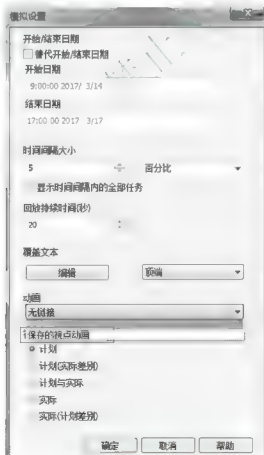 模拟设置
开始/结束日期
替代开始/结束日期
开始日期
9:00:00 2017/ 3/14
结束日期
17:00:00 2017/ 3/17
时间间隔大小
5 百分比
显示时间间隔内的全部任务
回放持续时间(秒)
20
覆盖文本
编辑 顶端
动画
无链接
保存的视点动画
计划
计划(实际差别)
计划与实际
实际
实际(计划差别)
确定 取消 帮助